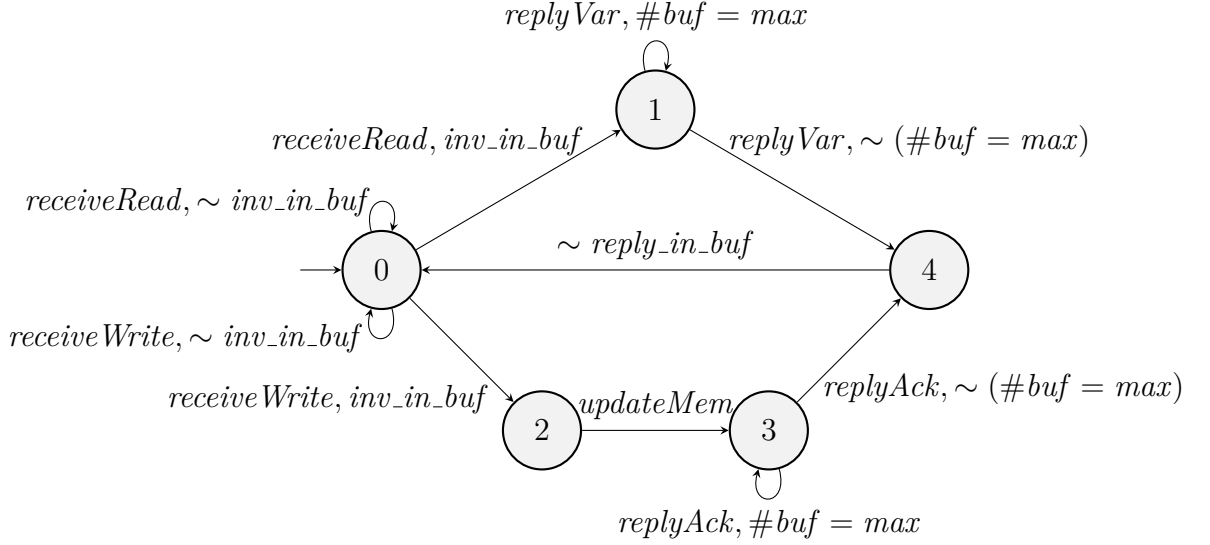 replyVar, #buf = max
1
receiveRead, inv_in_buf
replyVar, ∼ (#buf = max)
receiveRead, ∼ inv_in_buf
∼ reply_in_buf
0
4
receiveWrite, ∼ inv_in_buf
receiveWrite, inv_in_buf
updateMem
replyAck, ∼ (#buf = max)
2
3
replyAck, #buf = max